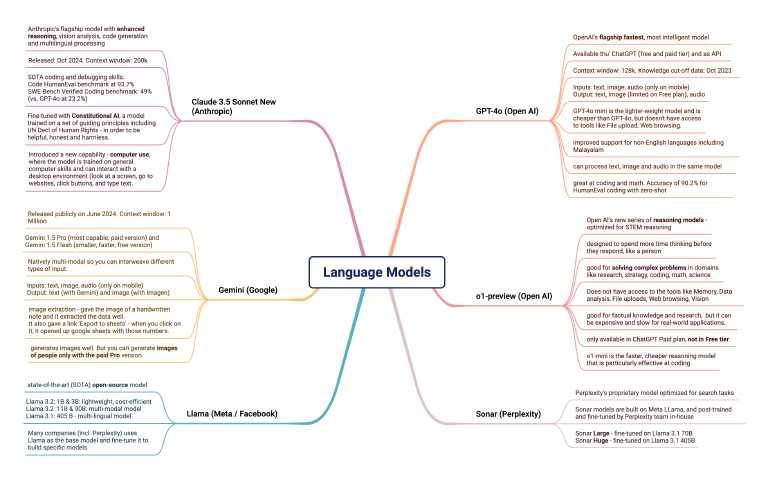 Language Models
Claude 3.5 Sonnet New
(Anthropic)
Anthropic's flagship model with enhanced
reasoning, vision analysis, code generation
and multilingual processing
Released: Oct 2024. Context window: 200k
SOTA coding and debugging skills.
Code HumanEval benchmark at 93.7%
SWE-Bench Verified Coding benchmark: 49%
(vs. GPT-4o at 23.2%)
Fine-tuned with Constitutional AI, a model
trained on a set of guiding principles including
UN Decl of Human Rights - in order to be
helpful, honest and harmless.
introduced a new capability - computer use,
where the model is trained on general
computer skills and can interact with a
desktop environment (look at a screen, go to
websites, click buttons, and type text.
Gemini (Google)
Released publicly on June 2024. Context window: 1
Million
Gemini 1.5 Pro (most capable, paid version) and
Gemini 1.5 Flash (smaller, faster, free version)
Natively multi-modal so you can interweave different
types of input.
Inputs: text, image, audio (only on mobile)
Output: text (with Gemini) and image (with Imagen)
image extraction - gave the image of a handwritten
note and it extracted the data well.
It also gave a link 'Export to sheets' - when you click on
it, it opened up google sheets with those numbers.
generates images well. But you can generate images
of people only with the paid Pro version
Llama (Meta / Facebook)
state-of-the-art (SOTA) open-source model
Llama 3.2: 1B & 3B: lightweight, cost-efficient
Llama 3.2 :11B & 90B: multi-modal model
Llama 3.1: 405 B - multi-lingual model
Many companies (incl. Perplexity) uses
Llama as the base model and fine-tune it to
build specific models
GPT-4o (Open AI)
OpenAI's flagship fastest, most intelligent model
Available thu' ChatGPT (free and paid tier) and as API
Context window: 128k. Knowledge cut-off date: Oct 2023
Inputs: text, image, audio (only on mobile)
Output: text, image (limited on Free plan), audio
GPT-4o mini is the lighter-weight model and is
cheaper than GPT-4o, but doesn't have access
to tools like File upload, Web browsing.
improved support for non-English languages including
Malayalam
can process text, image and audio in the same model
great at coding and math. Accuracy of 90.2% for
HumanEval coding with zero-shot
o1-preview (Open AI)
Open AI's new series of reasoning models -
optimized for STEM reasoning
designed to spend more time thinking before
they respond, like a person
good for solving complex problems in domains
like research, strategy, coding, math, science
Does not have access to the tools like Memory, Data
analysis, File uploads, Web browsing, Vision
good for factual knowledge and research, but it can
be expensive and slow for real-world applications.
only available in ChatGPT Paid plan, not in Free tier
o1-mini is the faster, cheaper reasoning model
that is particularly effective at coding
Sonar (Perplexity)
Perplexity's proprietary model optimized for search tasks
Sonar models are built on Meta LLama, and post-trained
and fine-tuned by Perplexity team in-house
Sonar Large - fine-tuned on Llama 3.1 70B
Sonar Huge - fine-tuned on Llama 3.1 405B